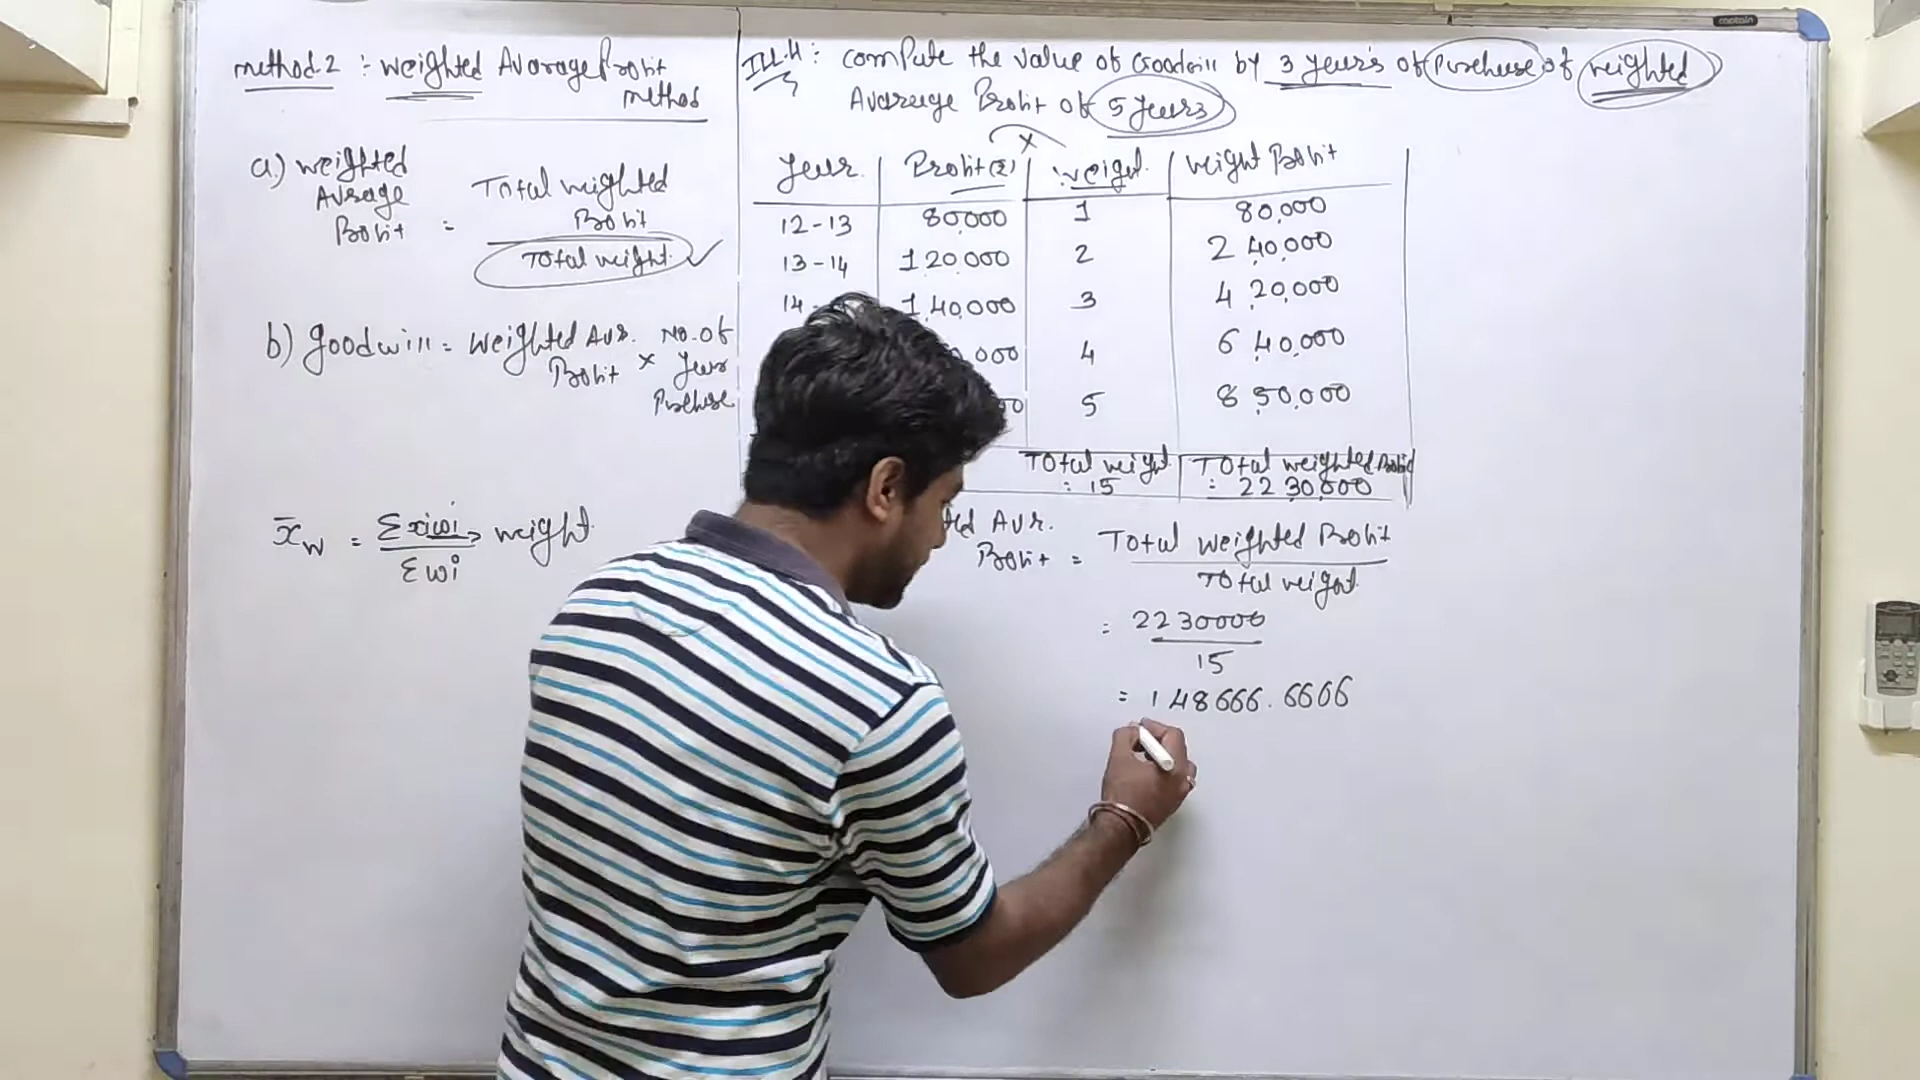 method.2 : weighted Average Profit
method
a) weighted
Average
Profit =
Total weighted
Profit
Total weight
b) Goodwill = weighted Avr. No. of
Profit × Year
Purchase
x̄w = Σxiwi → weight
Σwi
Ill.4: compute the value of Goodwill by 3 year's of purchase of weighted
Average Profit of 5 years
×
Year Profit(₹) weight weight Profit
12-13 80,000 1 80,000
13-14 1 20 000 2 2 40,000
14- 1,40,000 3 4 20,000
000 4 6 40,000
00 5 8 50,000
Total weight Total weighted Profit
: 15 : 22 30,000
ted Avr.
Profit = Total weighted Profit
Total weight
= 2230000
15
= 148666.6666
motoin